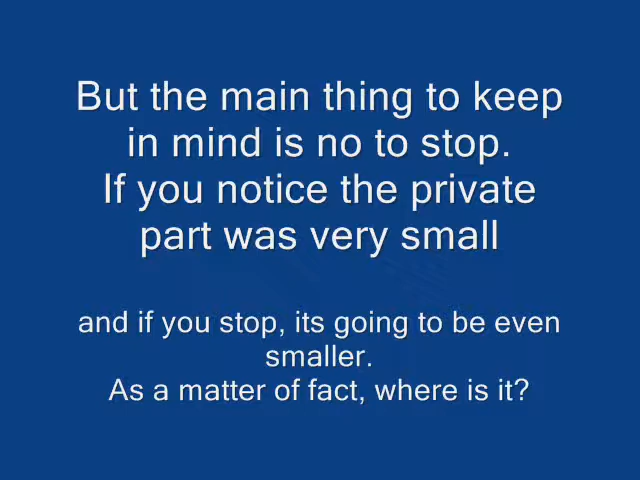 But the main thing to keep
in mind is no to stop.
If you notice the private
part was very small
and if you stop, its going to be even
smaller.
As a matter of fact, where is it?